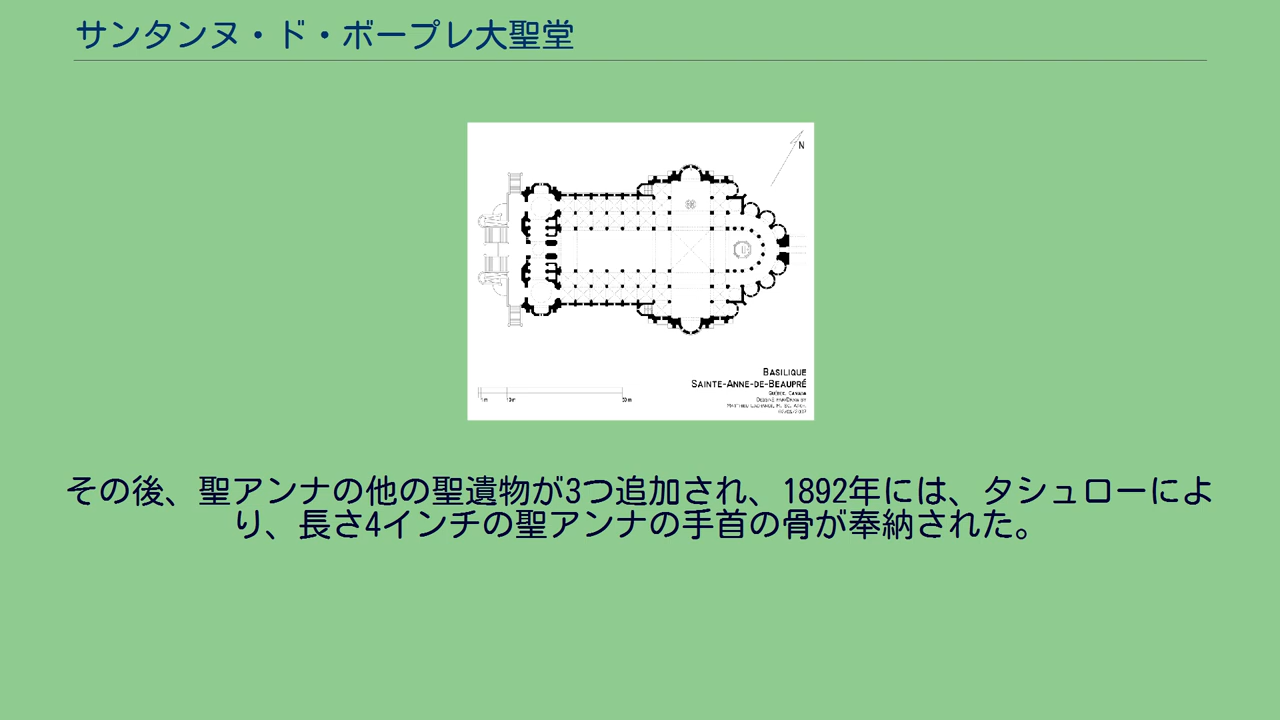 サンタンヌ・ド・ボープレ大聖堂
N
BASILIQUE
SAINTE-ANNE-DE-BEAUPRÉ
QUÉBEC, CANADA
その後、聖アンナの他の聖遺物が3つ追加され、1892年には、タシュローによ
り、長さ4インチの聖アンナの手首の骨が奉納された。